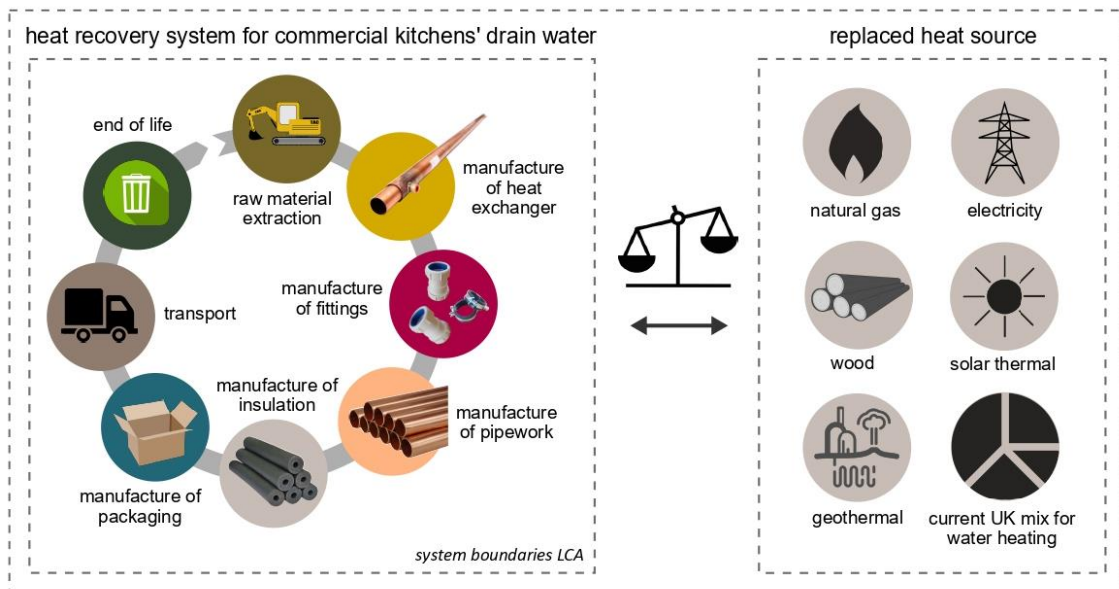 heat recovery system for commercial kitchens' drain water
replaced heat source
end of life
raw material
extraction
manufacture
of heat
exchanger
manufacture
of fittings
transport
manufacture of
insulation
manufacture
of pipework
manufacture of
packaging
system boundaries LCA
natural gas
electricity
wood
solar thermal
geothermal
current UK mix for
water heating